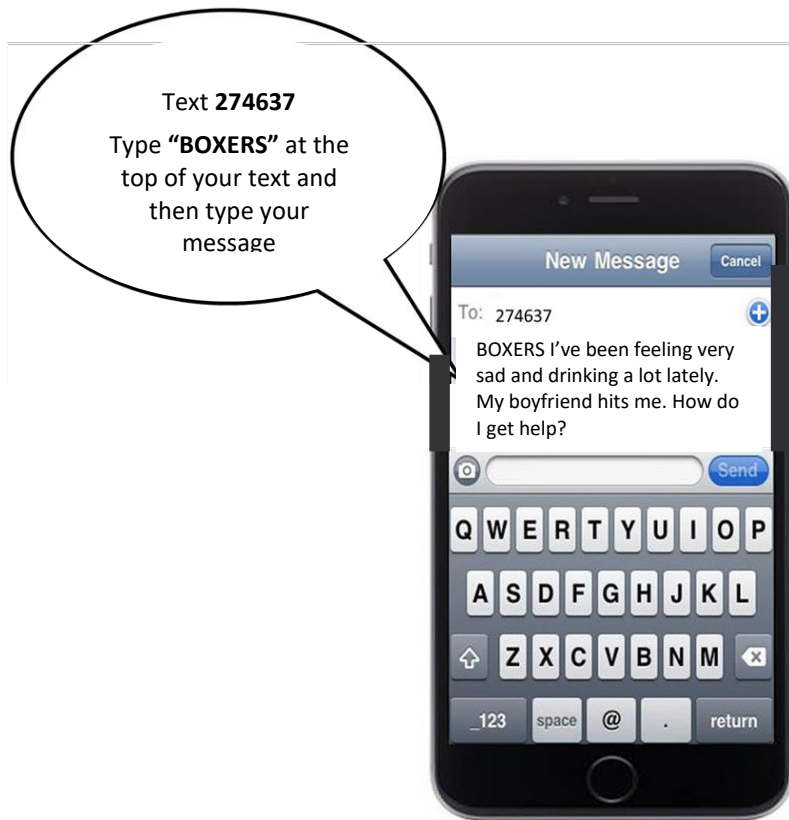 Text 274637
Type “BOXERS” at the
top of your text and
then type your
message
New Message Cancel
To: 274637
BOXERS I’ve been feeling very
sad and drinking a lot lately.
My boyfriend hits me. How do
I get help?
Send
Q W E R T Y U I O P
A S D F G H J K L
Z X C V B N M
_123 space @ . return